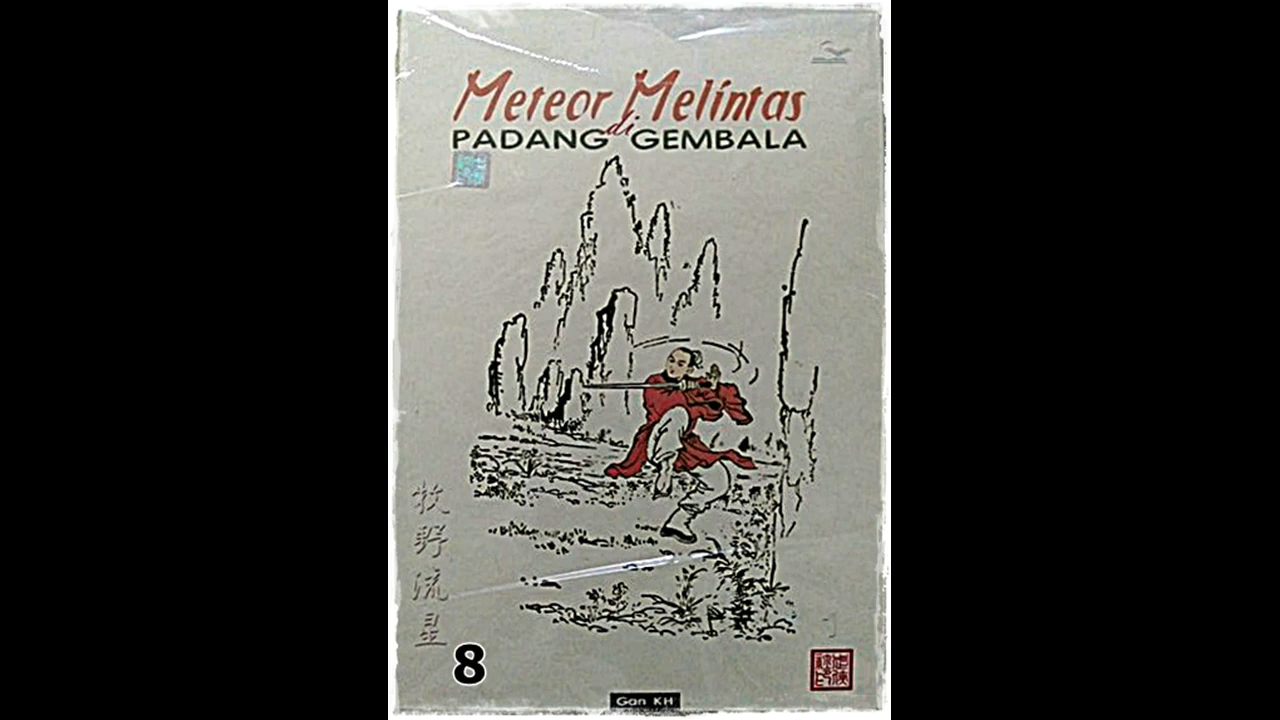 Meteor Melintas
di
PADANG GEMBALA
牧野流星
8
Gan KH